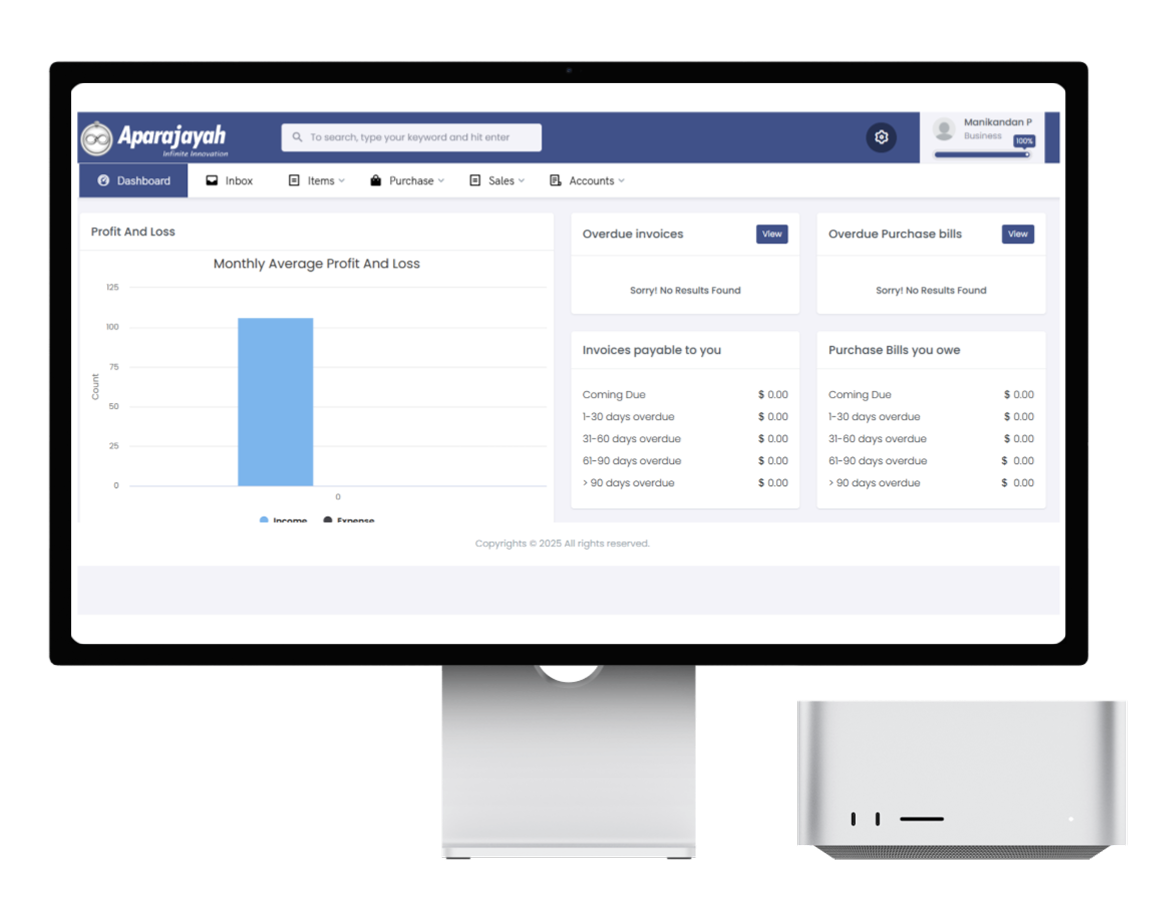 Aparajayah
Infinite Innovation
To search, type your keyword and hit enter
Manikandan P
Business
100%
Dashboard
Inbox
Items
Purchase
Sales
Accounts
Profit And Loss
Monthly Average Profit And Loss
125
100
75
50
25
0
Count
0
Income
Expense
Overdue invoices
View
Sorry! No Results Found
Overdue Purchase bills
View
Sorry! No Results Found
Invoices payable to you
Coming Due $ 0.00
1-30 days overdue $ 0.00
31-60 days overdue $ 0.00
61-90 days overdue $ 0.00
> 90 days overdue $ 0.00
Purchase Bills you owe
Coming Due $ 0.00
1-30 days overdue $ 0.00
31-60 days overdue $ 0.00
61-90 days overdue $ 0.00
> 90 days overdue $ 0.00
Copyrights © 2025 All rights reserved.